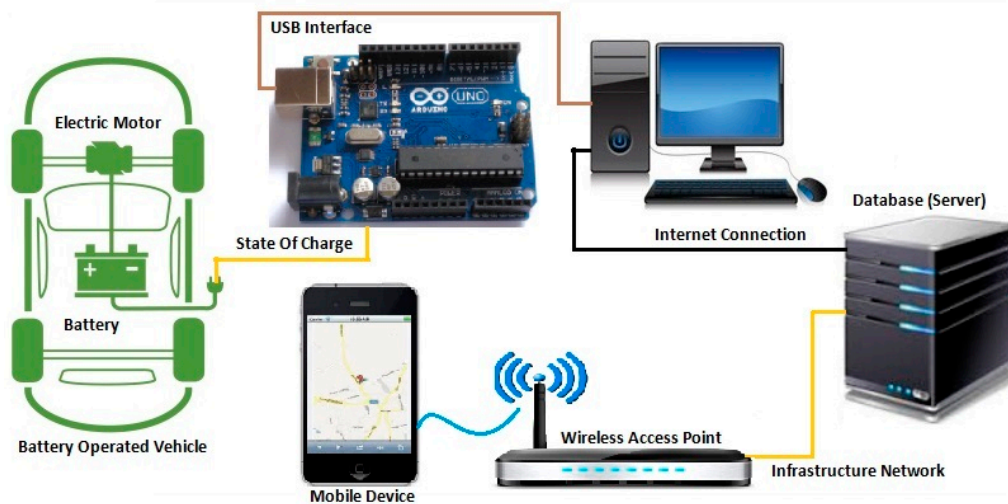 USB Interface
Electric Motor
ARDUINO
UNO
Database (Server)
State Of Charge
Internet Connection
Battery
Battery Operated Vehicle
Wireless Access Point
Mobile Device
Infrastructure Network